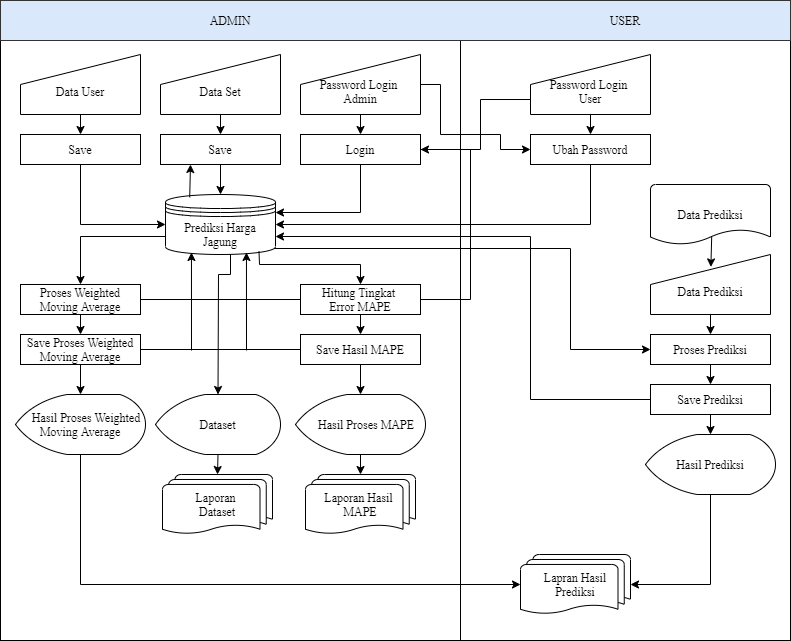 ADMIN
USER
Data User
Data Set
Password Login
Admin
Password Login
User
Save
Save
Login
Ubah Password
Prediksi Harga
Jagung
Data Prediksi
Data Prediksi
Proses Weighted
Moving Average
Hitung Tingkat
Error MAPE
Save Proses Weighted
Moving Average
Save Hasil MAPE
Proses Prediksi
Save Prediksi
Hasil Proses Weighted
Moving Average
Dataset
Hasil Proses MAPE
Hasil Prediksi
Laporan
Dataset
Laporan Hasil
MAPE
Lapran Hasil
Prediksi